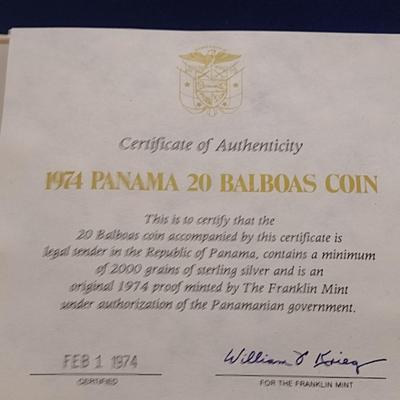 Certificate of Authenticity
1974 PANAMA 20 BALBOAS COIN
This is to certify that the
20 Balboas coin accompanied by this certificate is
legal tender in the Republic of Panama, contains a minimum
of 2000 grains of sterling silver and is an
original 1974 proof minted by The Franklin Mint
under authorization of the Panamanian government.
FEB 1 1974
William T Krieg
CERTIFIED
FOR THE FRANKLIN MINT